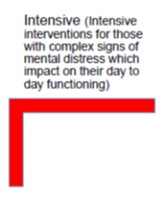 Intensive (Intensive
interventions for those
with complex signs of
mental distress which
impact on their day to
day functioning)